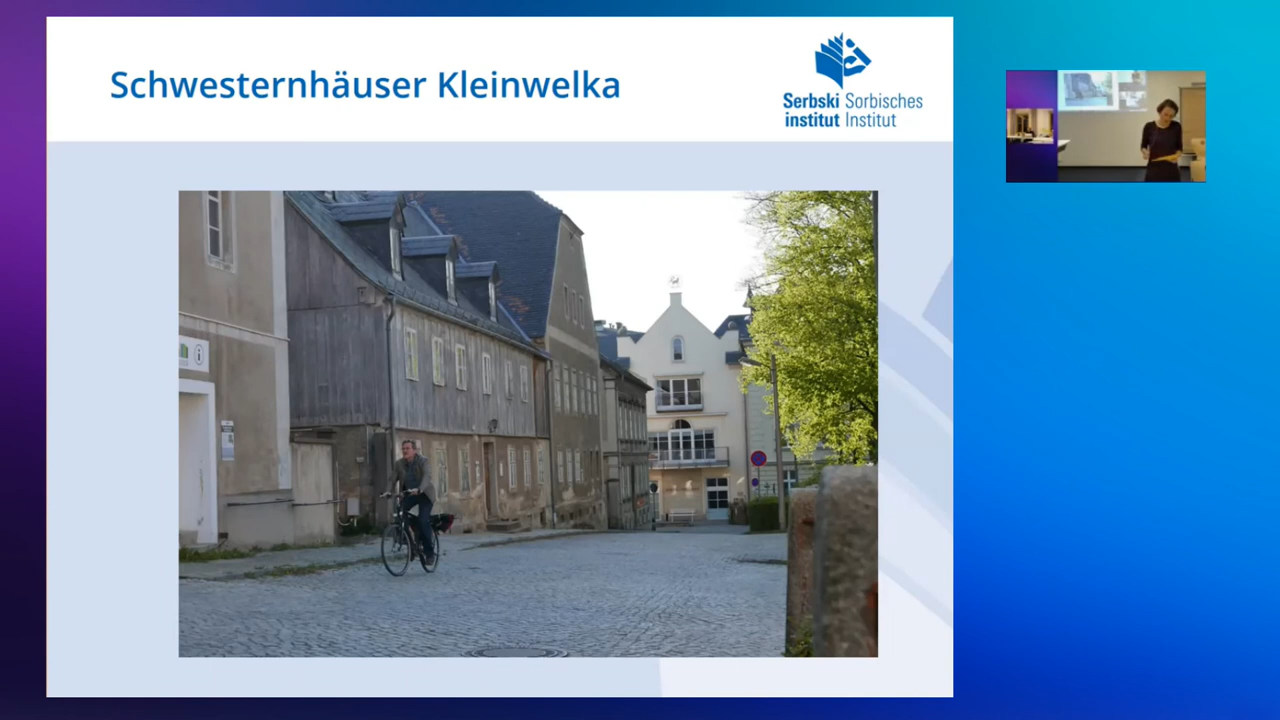 Schwesternhäuser Kleinwelka
Serbski Sorbisches
institut Institut